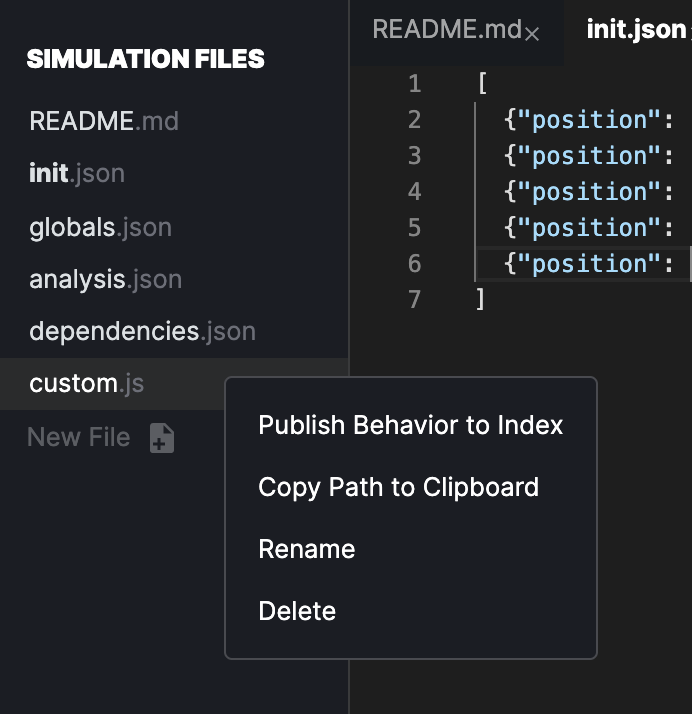 SIMULATION FILES
README.md
init.json
globals.json
analysis.json
dependencies.json
custom.js
New File
README.md×
init.json
1 [
2 {"position":
3 {"position":
4 {"position":
5 {"position":
6 {"position":
7 ]
Publish Behavior to Index
Copy Path to Clipboard
Rename
Delete